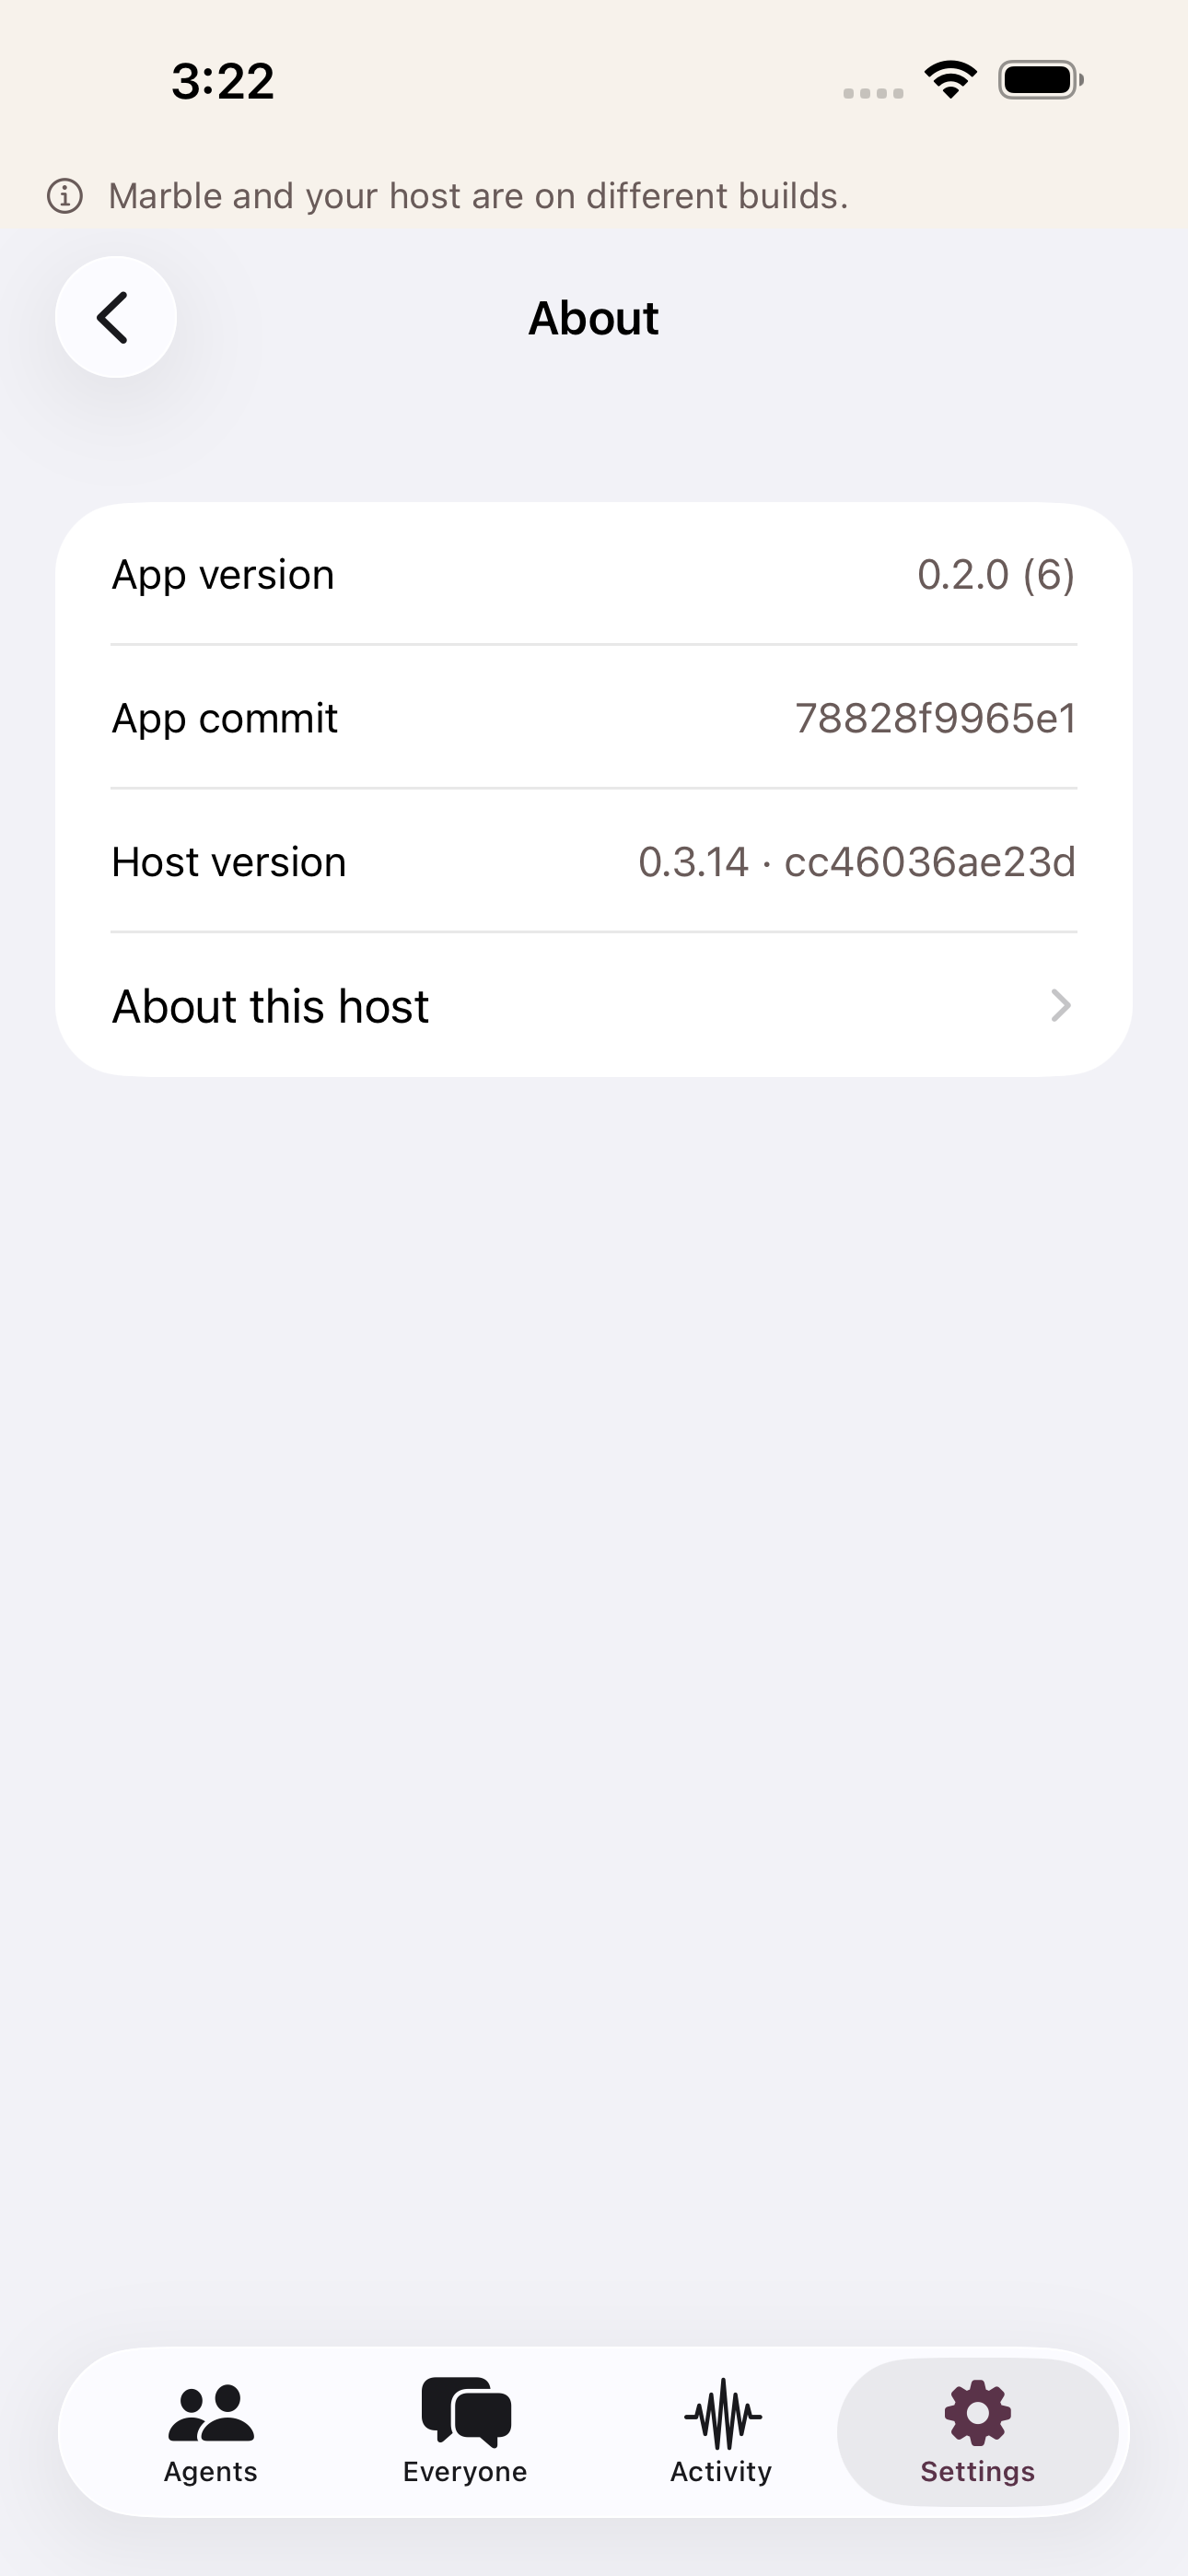 3:22
Marble and your host are on different builds.
About
App version 0.2.0 (6)
App commit 78828f9965e1
Host version 0.3.14 · cc46036ae23d
About this host
Agents Everyone Activity Settings